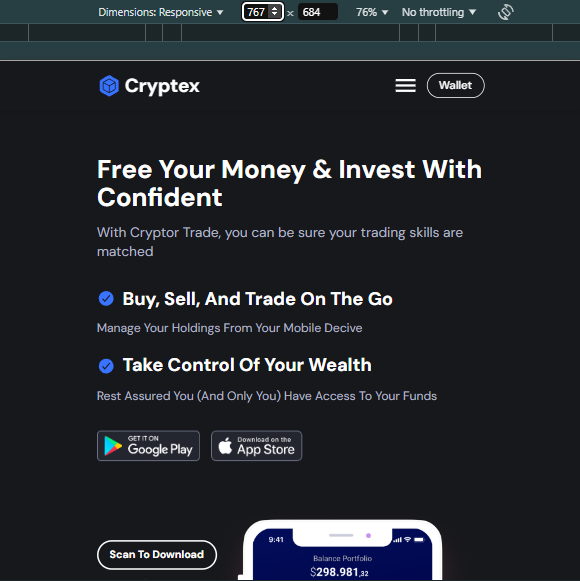 Dimensions: Responsive 767 × 684 76% No throttling
Cryptex Wallet
Free Your Money & Invest With
Confident
With Cryptor Trade, you can be sure your trading skills are
matched
Buy, Sell, And Trade On The Go
Manage Your Holdings From Your Mobile Decive
Take Control Of Your Wealth
Rest Assured You (And Only You) Have Access To Your Funds
GET IT ON
Google Play
Download on the
App Store
9:41
Balance Portfolio
$298.981,32
Scan To Download